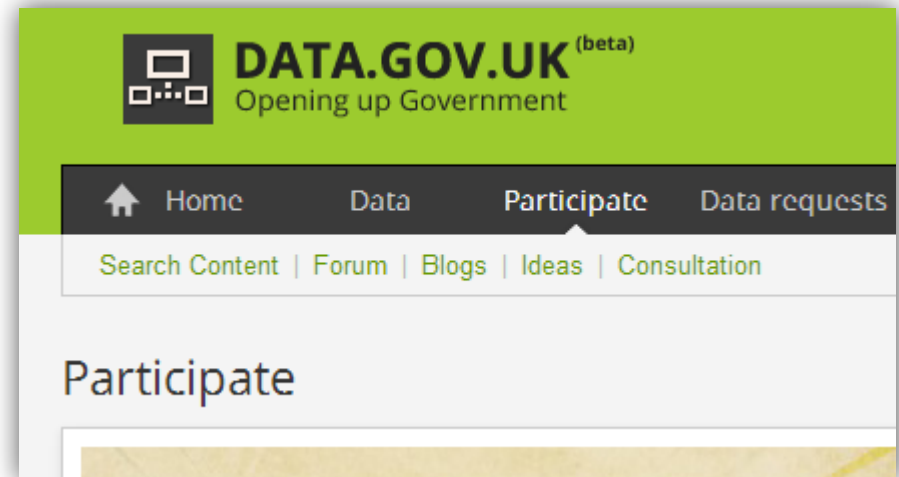 DATA.GOV.UK (beta)
Opening up Government
Home Data Participate Data requests
Search Content | Forum | Blogs | Ideas | Consultation
Participate